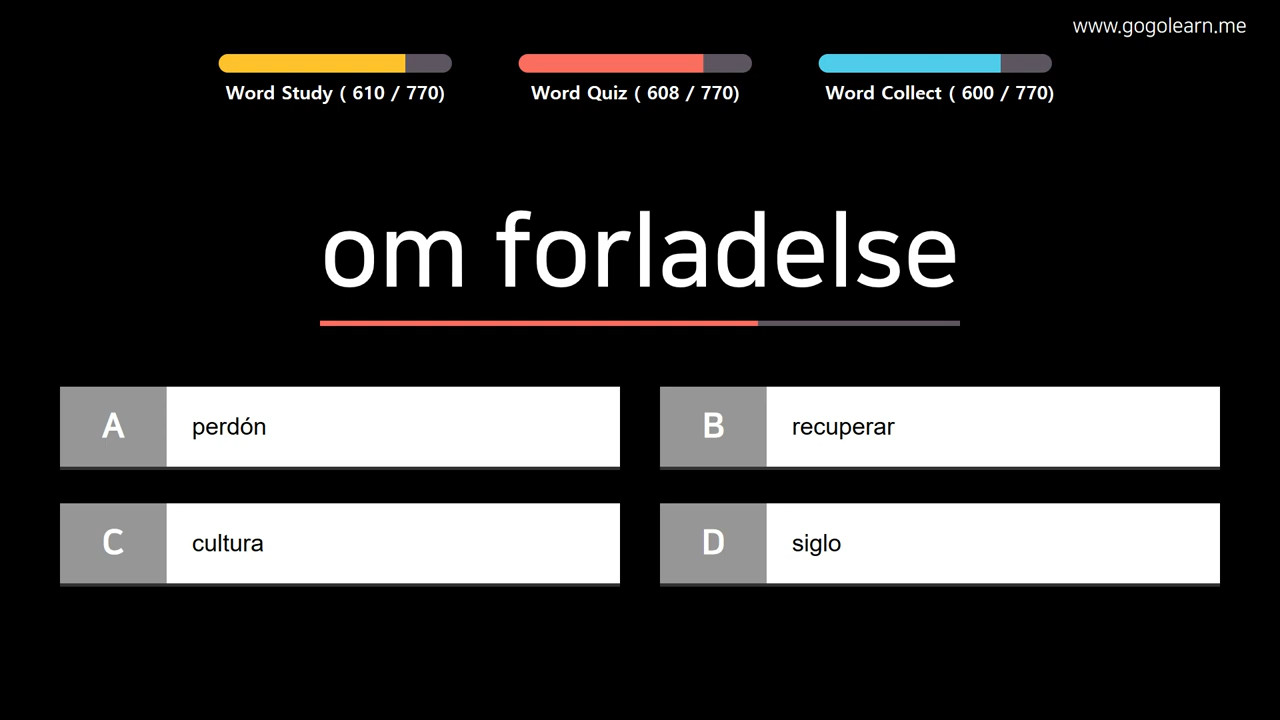 www.gogolearn.me
Word Study ( 610 / 770)
Word Quiz ( 608 / 770)
Word Collect ( 600 / 770)
om forladelse
A perdón
B recuperar
C cultura
D siglo